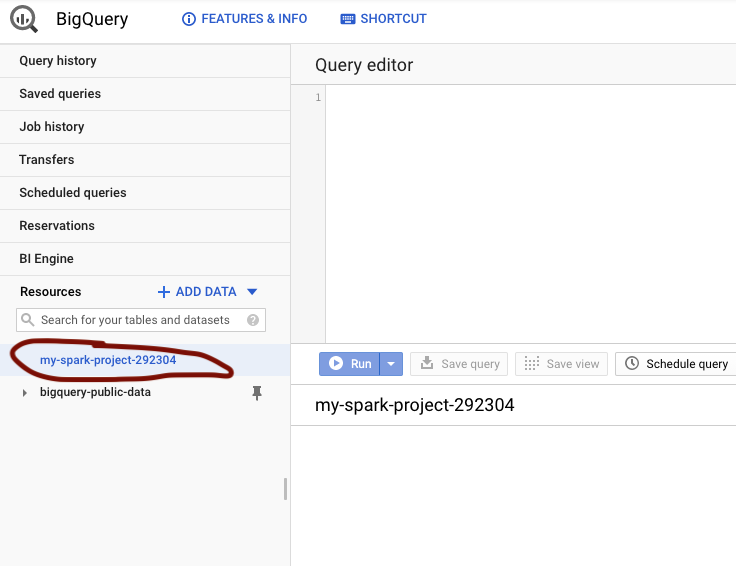 BigQuery
FEATURES & INFO
SHORTCUT
Query history
Saved queries
Job history
Transfers
Scheduled queries
Reservations
BI Engine
Resources
ADD DATA
Search for your tables and datasets
?
my-spark-project-292304
bigquery-public-data
Query editor
1
Run
Save query
Save view
Schedule query
my-spark-project-292304